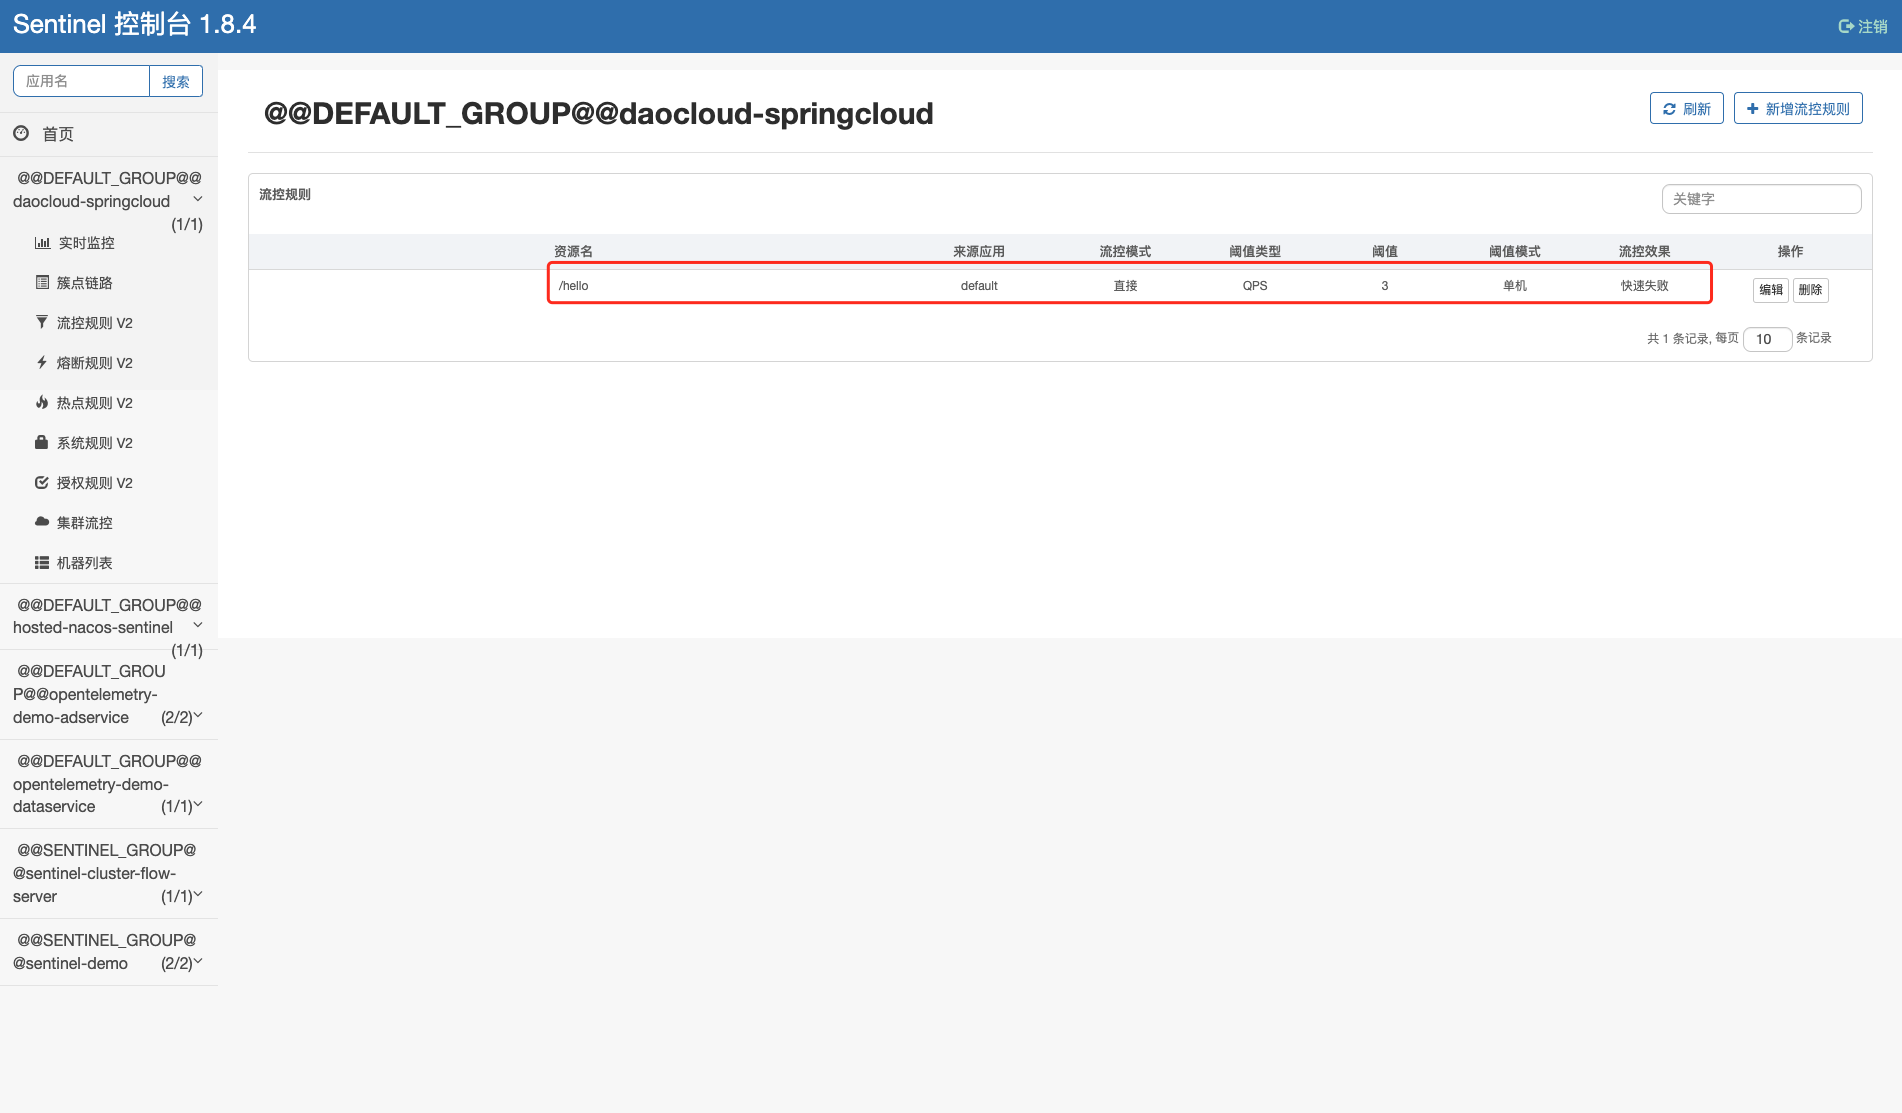 Sentinel 控制台 1.8.4
注销
应用名
搜索
首页
@@DEFAULT_GROUP@@
daocloud-springcloud
(1/1)
实时监控
簇点链路
流控规则 V2
熔断规则 V2
热点规则 V2
系统规则 V2
授权规则 V2
集群流控
机器列表
@@DEFAULT_GROUP@@
hosted-nacos-sentinel
(1/1)
@@DEFAULT_GROU
P@@opentelemetry-
demo-adservice (2/2)
@@DEFAULT_GROUP@@
opentelemetry-demo-
dataservice (1/1)
@@SENTINEL_GROUP@
@sentinel-cluster-flow-
server (1/1)
@@SENTINEL_GROUP@
@sentinel-demo (2/2)
@@DEFAULT_GROUP@@daocloud-springcloud
刷新
新增流控规则
流控规则
关键字
资源名 来源应用 流控模式 阈值类型 阈值 阈值模式 流控效果 操作
/hello default 直接 QPS 3 单机 快速失败 编辑 删除
共 1 条记录, 每页 10 条记录